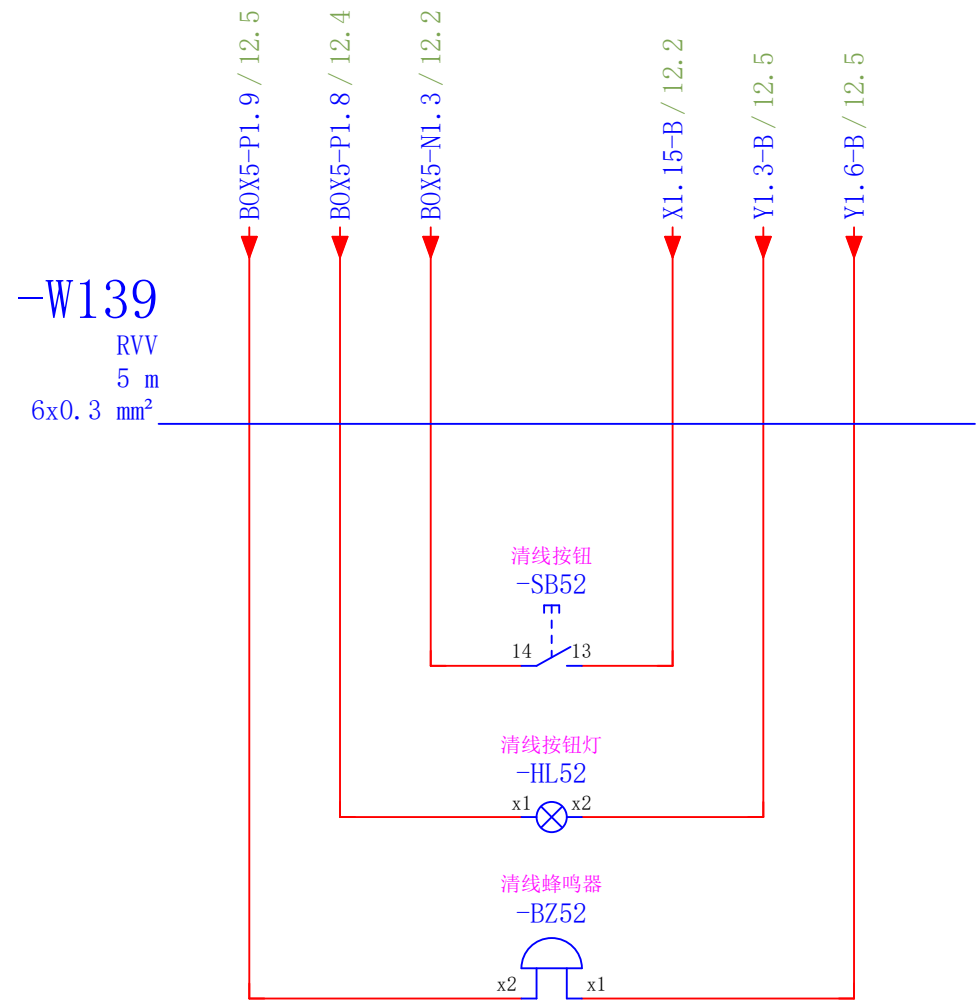 BOX5-P1.9/12.5
BOX5-P1.8/12.4
BOX5-N1.3/12.2
X1.15-B/12.2
Y1.3-B/12.5
Y1.6-B/12.5
-W139
RVV
5 m
6x0.3 mm²
清线按钮
-SB52
14 13
清线按钮灯
-HL52
x1 x2
清线蜂鸣器
-BZ52
x2 x1